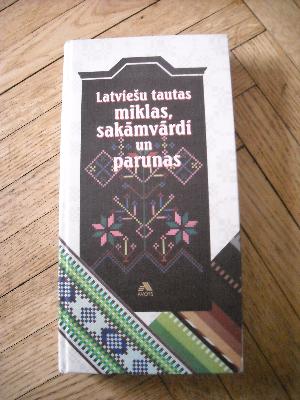 Latviešu tautas
mīklas,
sakāmvārdi
un
parunas
AVOTS